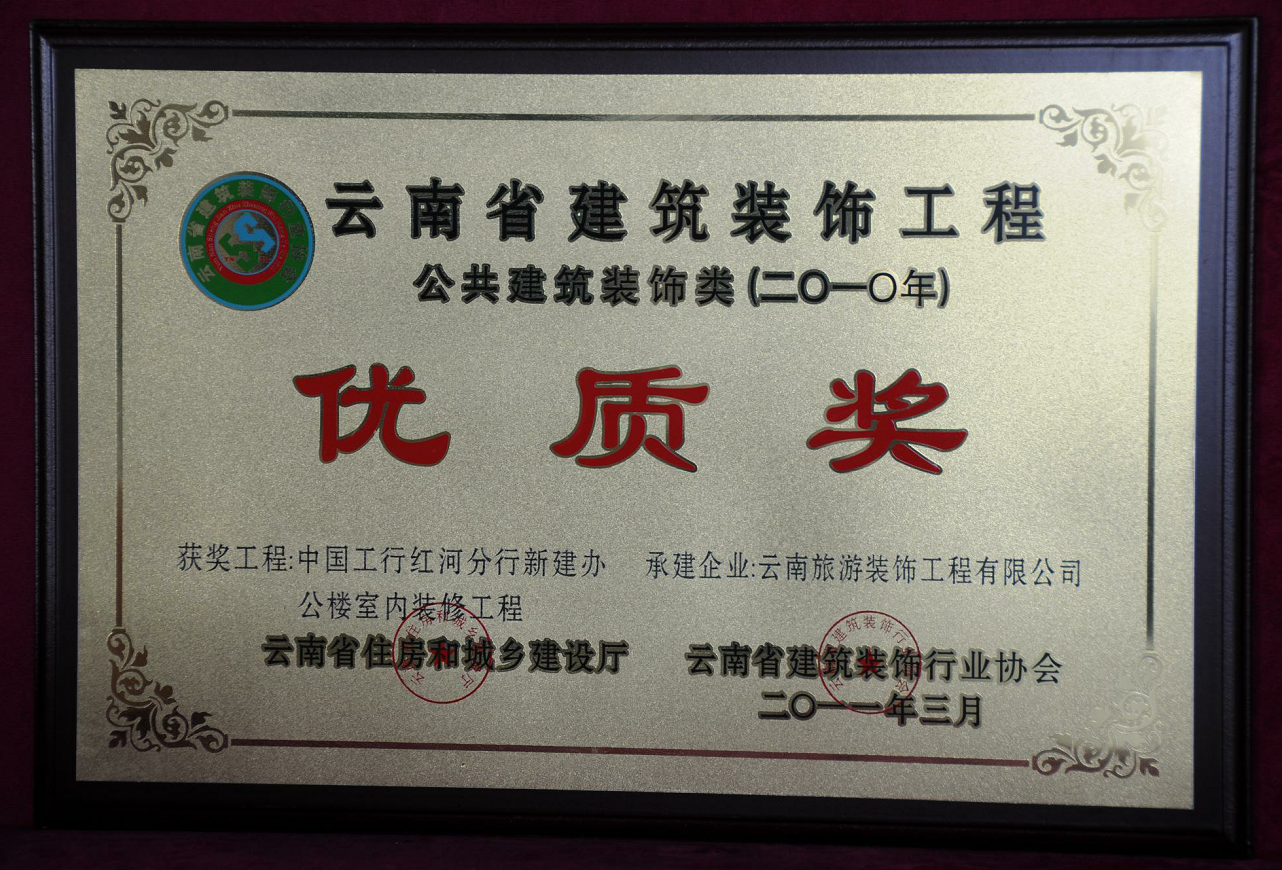 云南省建筑装饰工程
公共建筑装饰类(二〇一〇年)
优质奖
获奖工程:中国工行红河分行新建办
公楼室内装修工程
承建企业:云南旅游装饰工程有限公司
云南省住房和城乡建设厅
云南省建筑装饰行业协会
二〇一一年三月